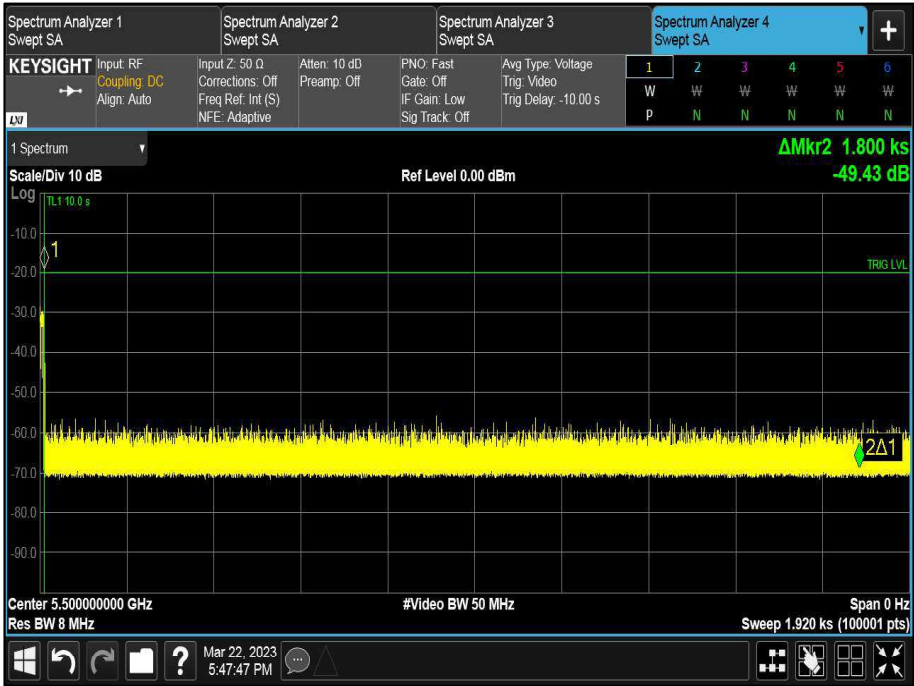 Spectrum Analyzer 1
Swept SA
Spectrum Analyzer 2
Swept SA
Spectrum Analyzer 3
Swept SA
Spectrum Analyzer 4
Swept SA
+
KEYSIGHT
LXI
Input: RF
Coupling: DC
Align: Auto
Input Z: 50 Ω
Corrections: Off
Freq Ref: Int (S)
NFE: Adaptive
Atten: 10 dB
Preamp: Off
PNO: Fast
Gate: Off
IF Gain: Low
Sig Track: Off
Avg Type: Voltage
Trig: Video
Trig Delay: -10.00 s
1 2 3 4 5 6
W W W W W W
P N N N N N
1 Spectrum
ΔMkr2 1.800 ks
-49.43 dB
Scale/Div 10 dB
Ref Level 0.00 dBm
Log
TL1 10.0 s
1
-10.0
-20.0
TRIG LVL
-30.0
-40.0
-50.0
-60.0
2Δ1
-70.0
-80.0
-90.0
Center 5.500000000 GHz
#Video BW 50 MHz
Span 0 Hz
Res BW 8 MHz
Sweep 1.920 ks (100001 pts)
?
Mar 22, 2023
5:47:47 PM